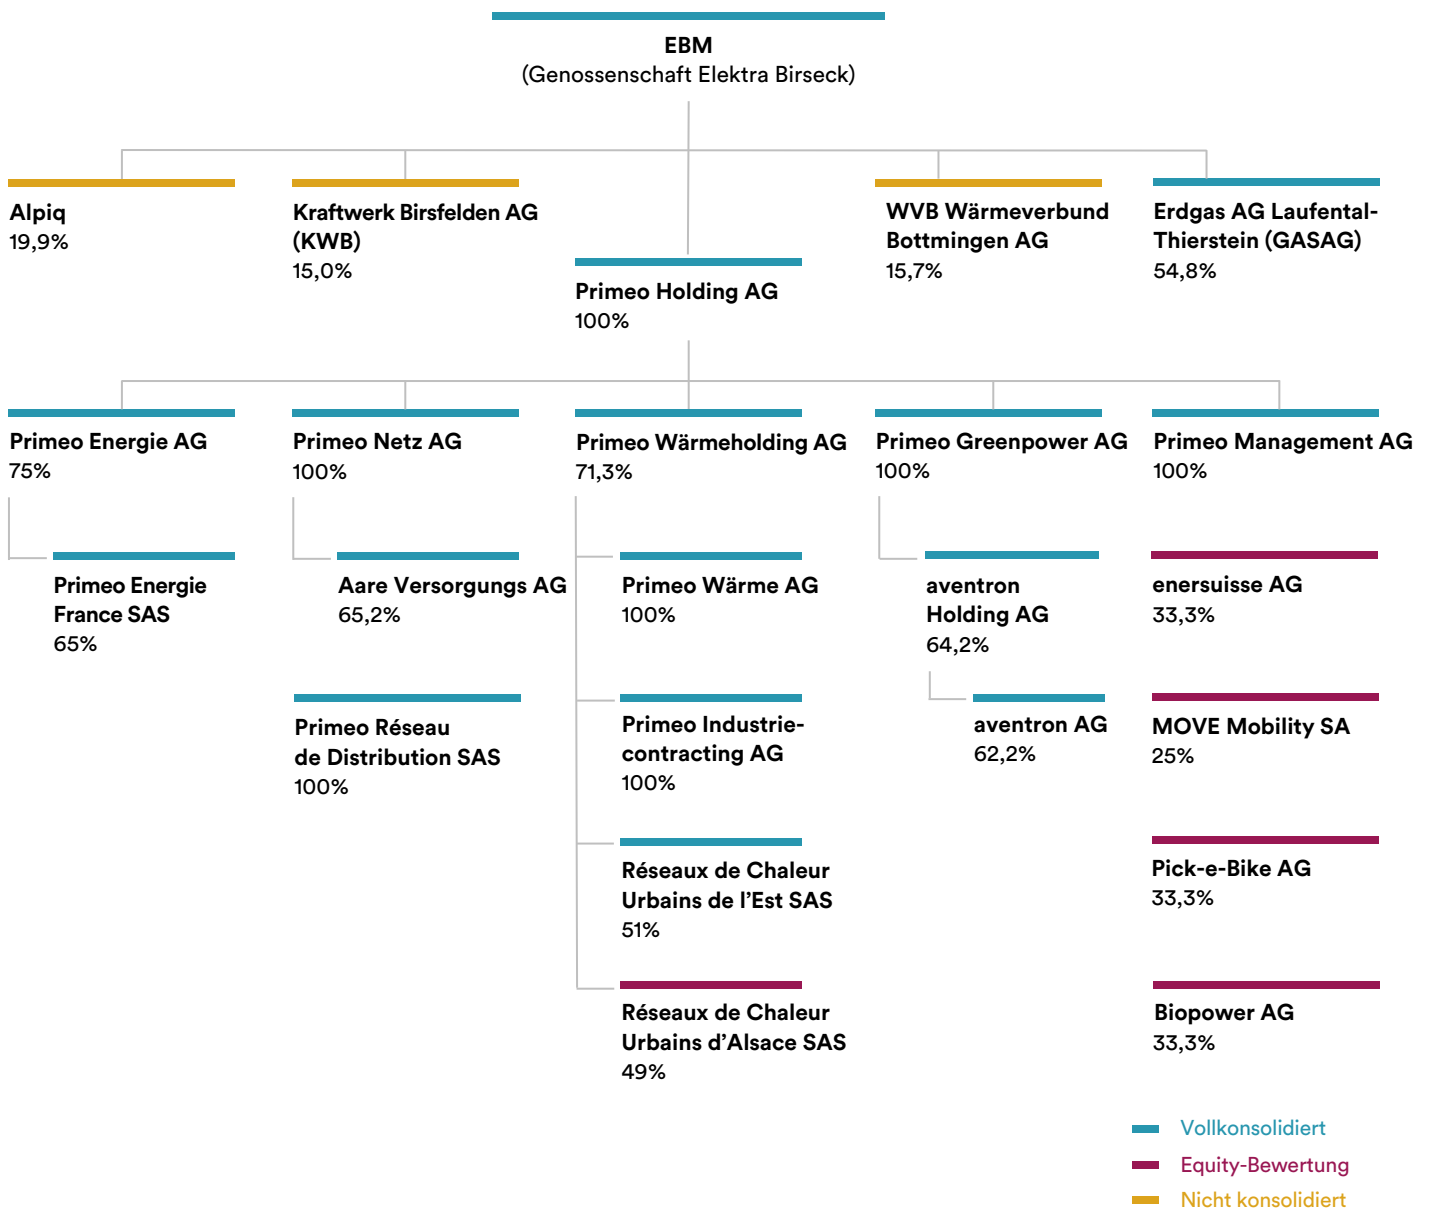 EBM
(Genossenschaft Elektra Birseck)
Alpiq
19,9%
Kraftwerk Birsfelden AG
(KWB)
15,0%
WVB Wärmeverbund
Bottmingen AG
15,7%
Erdgas AG Laufental-
Thierstein (GASAG)
54,8%
Primeo Holding AG
100%
Primeo Energie AG
75%
Primeo Netz AG
100%
Primeo Wärmeholding AG
71,3%
Primeo Greenpower AG
100%
Primeo Management AG
100%
Primeo Energie
France SAS
65%
Aare Versorgungs AG
65,2%
Primeo Wärme AG
100%
aventron
Holding AG
64,2%
enersuisse AG
33,3%
Primeo Réseau
de Distribution SAS
100%
Primeo Industrie-
contracting AG
100%
aventron AG
62,2%
MOVE Mobility SA
25%
Réseaux de Chaleur
Urbains de l’Est SAS
51%
Pick-e-Bike AG
33,3%
Réseaux de Chaleur
Urbains d’Alsace SAS
49%
Biopower AG
33,3%
Vollkonsolidiert
Equity-Bewertung
Nicht konsolidiert